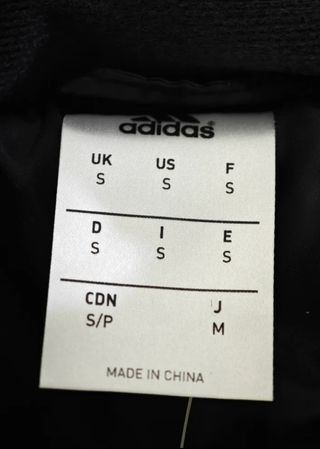 adidas
UK US F
S S S
D I E
S S S
CDN J
S/P M
MADE IN CHINA